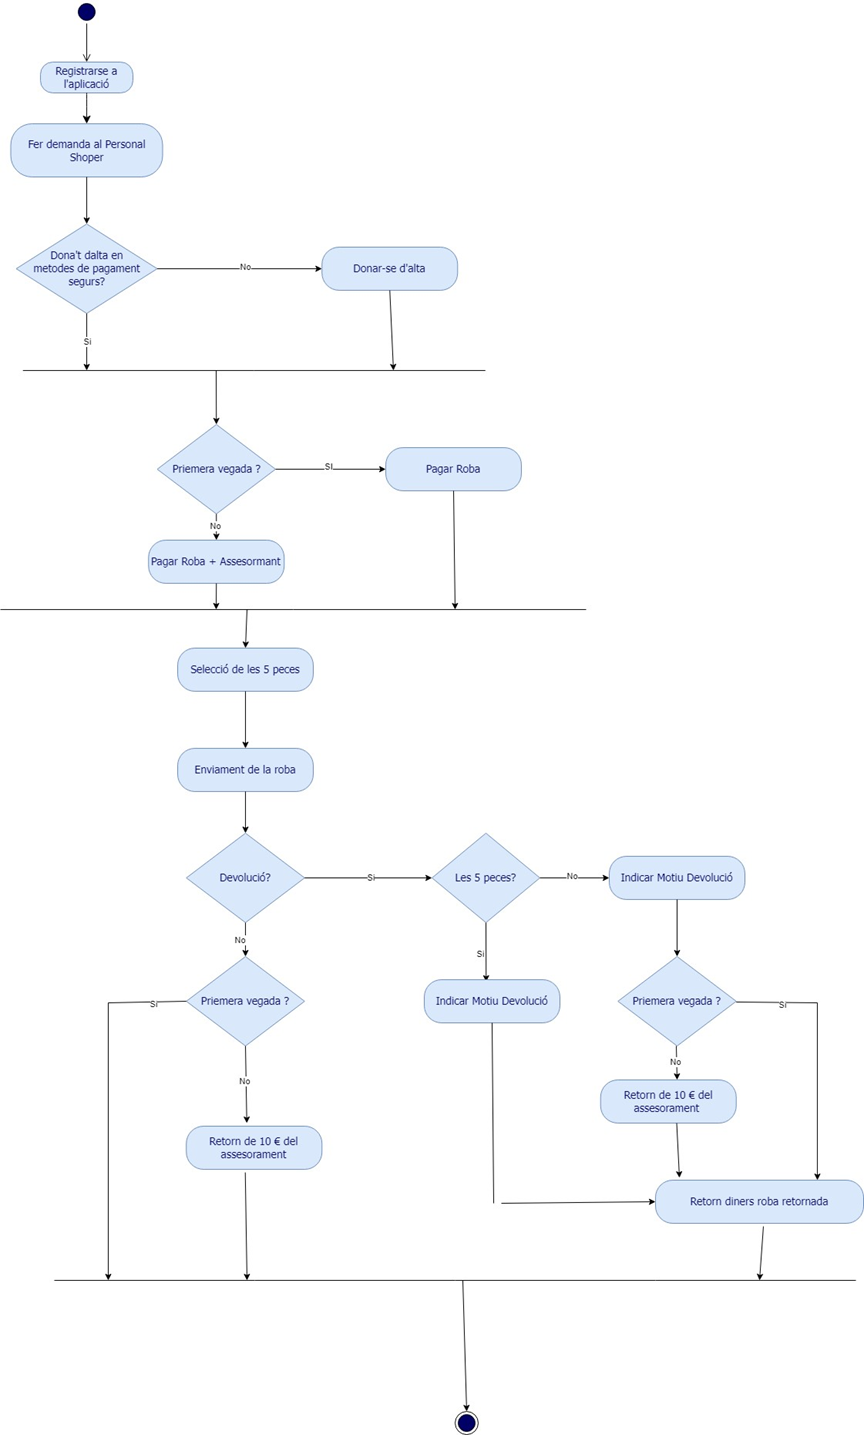 Registrarse a
l'aplicació
Fer demanda al Personal
Shoper
Dona't dalta en
metodes de pagament
segurs?
No
Donar-se d'alta
Si
Priemera vegada ?
SI
Pagar Roba
No
Pagar Roba + Assesormant
Selecció de les 5 peces
Enviament de la roba
Devolució?
Si
Les 5 peces?
No
Indicar Motiu Devolució
No
Si
Priemera vegada ?
Si
Indicar Motiu Devolució
Priemera vegada ?
Si
No
No
Retorn de 10 € del
assesorament
Retorn de 10 € del
assesorament
Retorn diners roba retornada